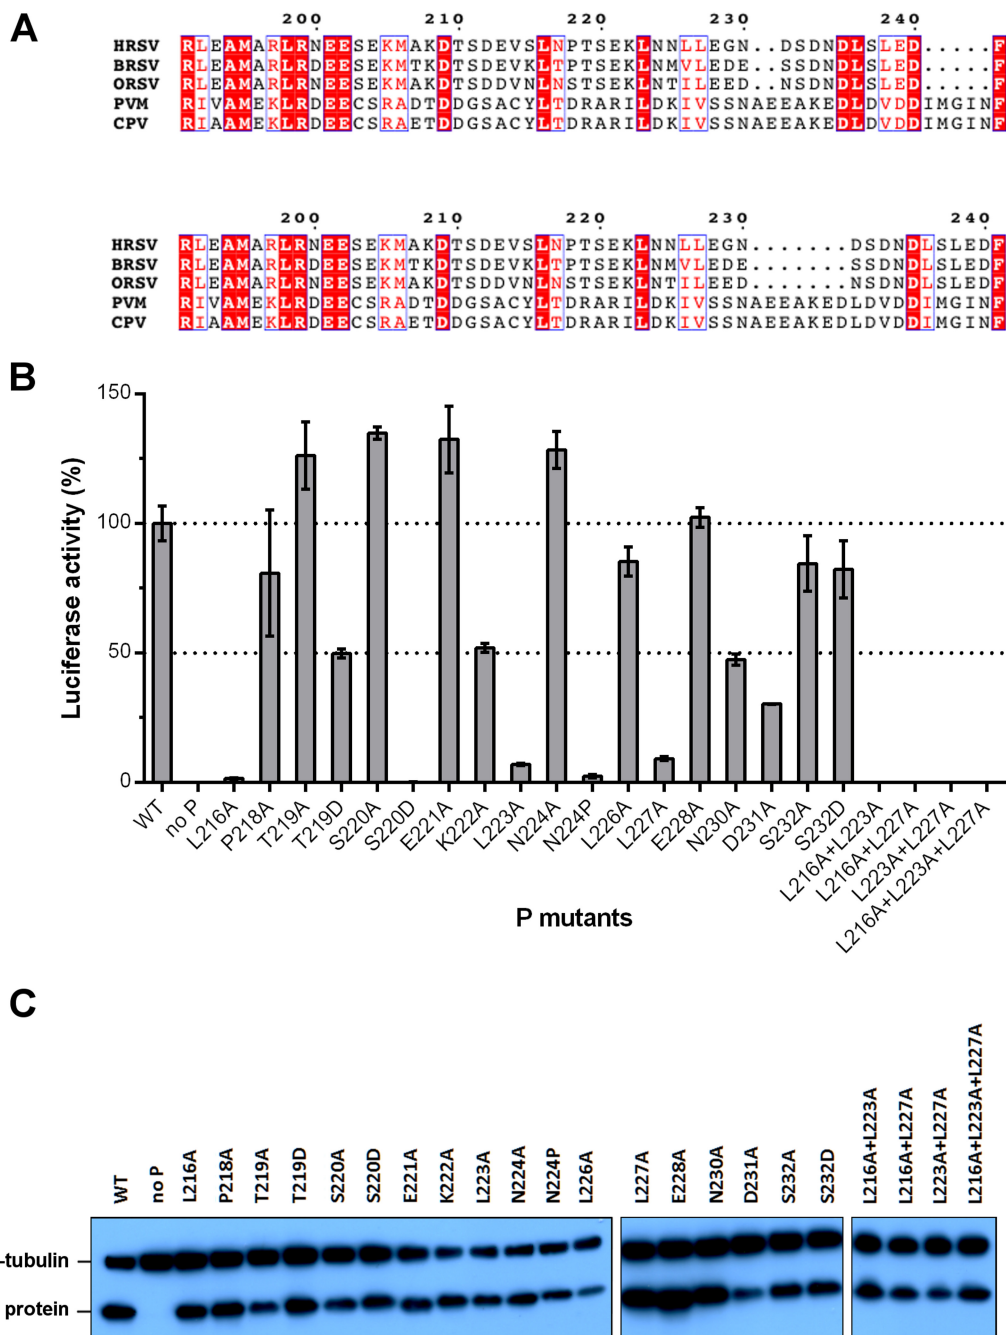 A
200 210 220 230 240
HRSV RLEAMARLRNEESEKMAKDTSDEVSLNPTSEKLNNLLEGN..DSDNDLSLED.....F
BRSV RLEAMARLRDEESEKMTKDTSDEVKLTPTSEKLNMVLEDE..SSDNDLSLED.....F
ORSV RLEAMAKLRDEESEKMTKDTSDDVNLNSTSEKLNTILEED..NSDNDLSLED.....F
PVM RIVAMEKLRDEECSRADTDDGSACYLTDRARILDKIVSSNAEEAKEDLDVDDIMGINF
CPV RIAAMEKLRDEECSRAETDDGSACYLTDRARILDKIVSSNAEEAKEDLDVDDIMGINF
200 210 220 230 240
HRSV RLEAMARLRNEESEKMAKDTSDEVSLNPTSEKLNNLLEGN.......DSDNDLSLEDF
BRSV RLEAMARLRDEESEKMTKDTSDEVKLTPTSEKLNMVLEDE.......SSDNDLSLEDF
ORSV RLEAMAKLRDEESEKMTKDTSDDVNLNSTSEKLNTILEED.......NSDNDLSLEDF
PVM RIVAMEKLRDEECSRADTDDGSACYLTDRARILDKIVSSNAEEAKEDLDVDDIMGINF
CPV RIAAMEKLRDEECSRAETDDGSACYLTDRARILDKIVSSNAEEAKEDLDVDDIMGINF
B
150
100
50
0
Luciferase activity (%)
WT
no P
L216A
P218A
T219A
T219D
S220A
S220D
E221A
K222A
L223A
N224A
N224P
L226A
L227A
E228A
N230A
D231A
S232A
S232D
L216A+L223A
L216A+L227A
L223A+L227A
L216A+L223A+L227A
P mutants
C
WT
no P
L216A
P218A
T219A
T219D
S220A
S220D
E221A
K222A
L223A
N224A
N224P
L226A
L227A
E228A
N230A
D231A
S232A
S232D
L216A+L223A
L216A+L227A
L223A+L227A
L216A+L223A+L227A
-tubulin
protein